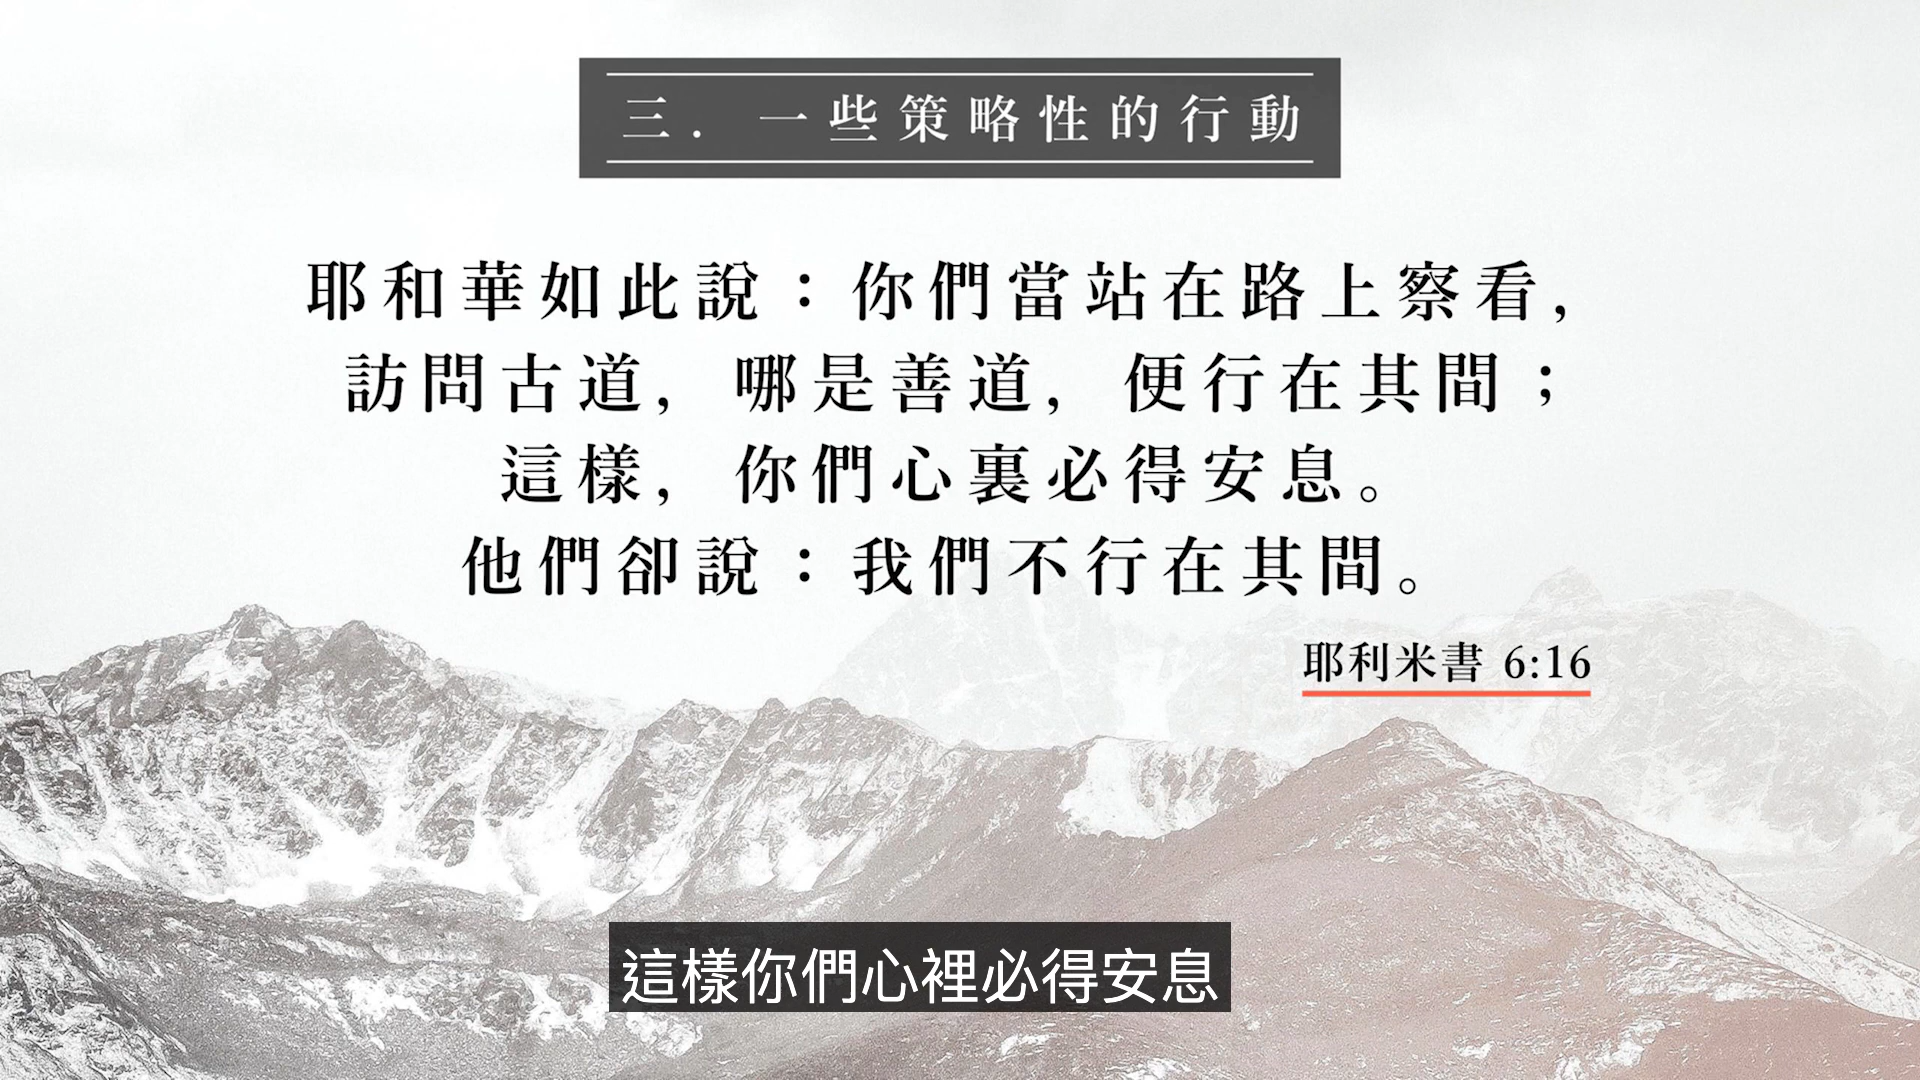 三. 一些策略性的行動
耶和華如此說：你們當站在路上察看，
訪問古道，哪是善道，便行在其間；
這樣，你們心裏必得安息。
他們卻說：我們不行在其間。
耶利米書 6:16
這樣你們心裡必得安息